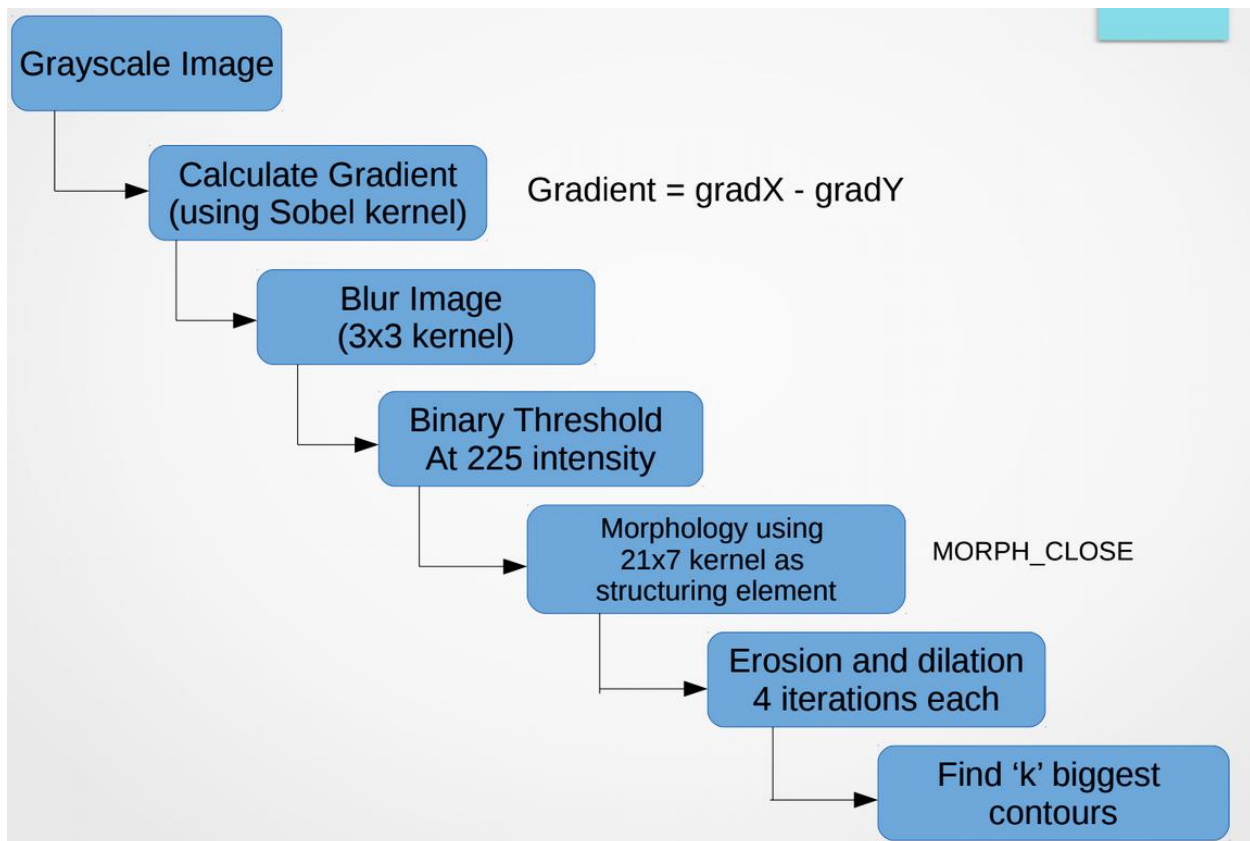 Grayscale Image
Calculate Gradient
(using Sobel kernel)
Gradient = gradX - gradY
Blur Image
(3x3 kernel)
Binary Threshold
At 225 intensity
Morphology using
21x7 kernel as
structuring element
MORPH_CLOSE
Erosion and dilation
4 iterations each
Find ‘k’ biggest
contours